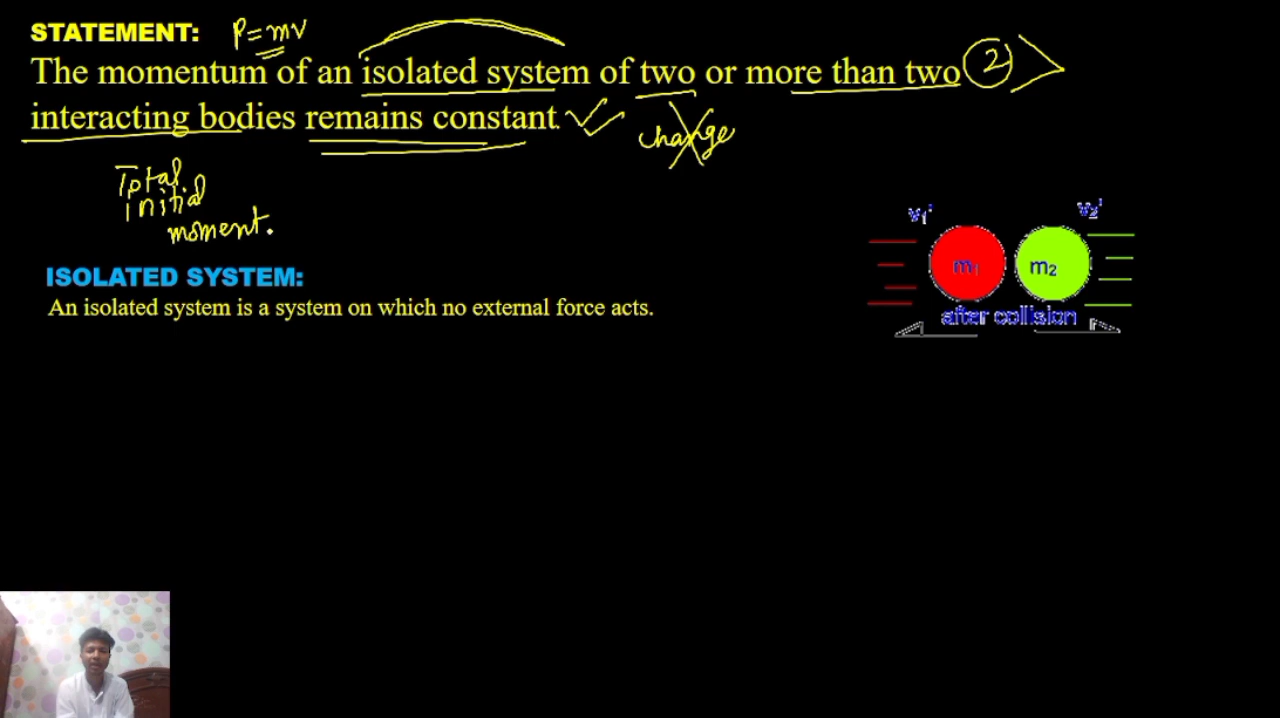 STATEMENT: P=mv
The momentum of an isolated system of two or more than two 2
interacting bodies remains constant. change
Total
initial
moment.
v₁' v₂'
m₁ m₂
after collision
ISOLATED SYSTEM:
An isolated system is a system on which no external force acts.